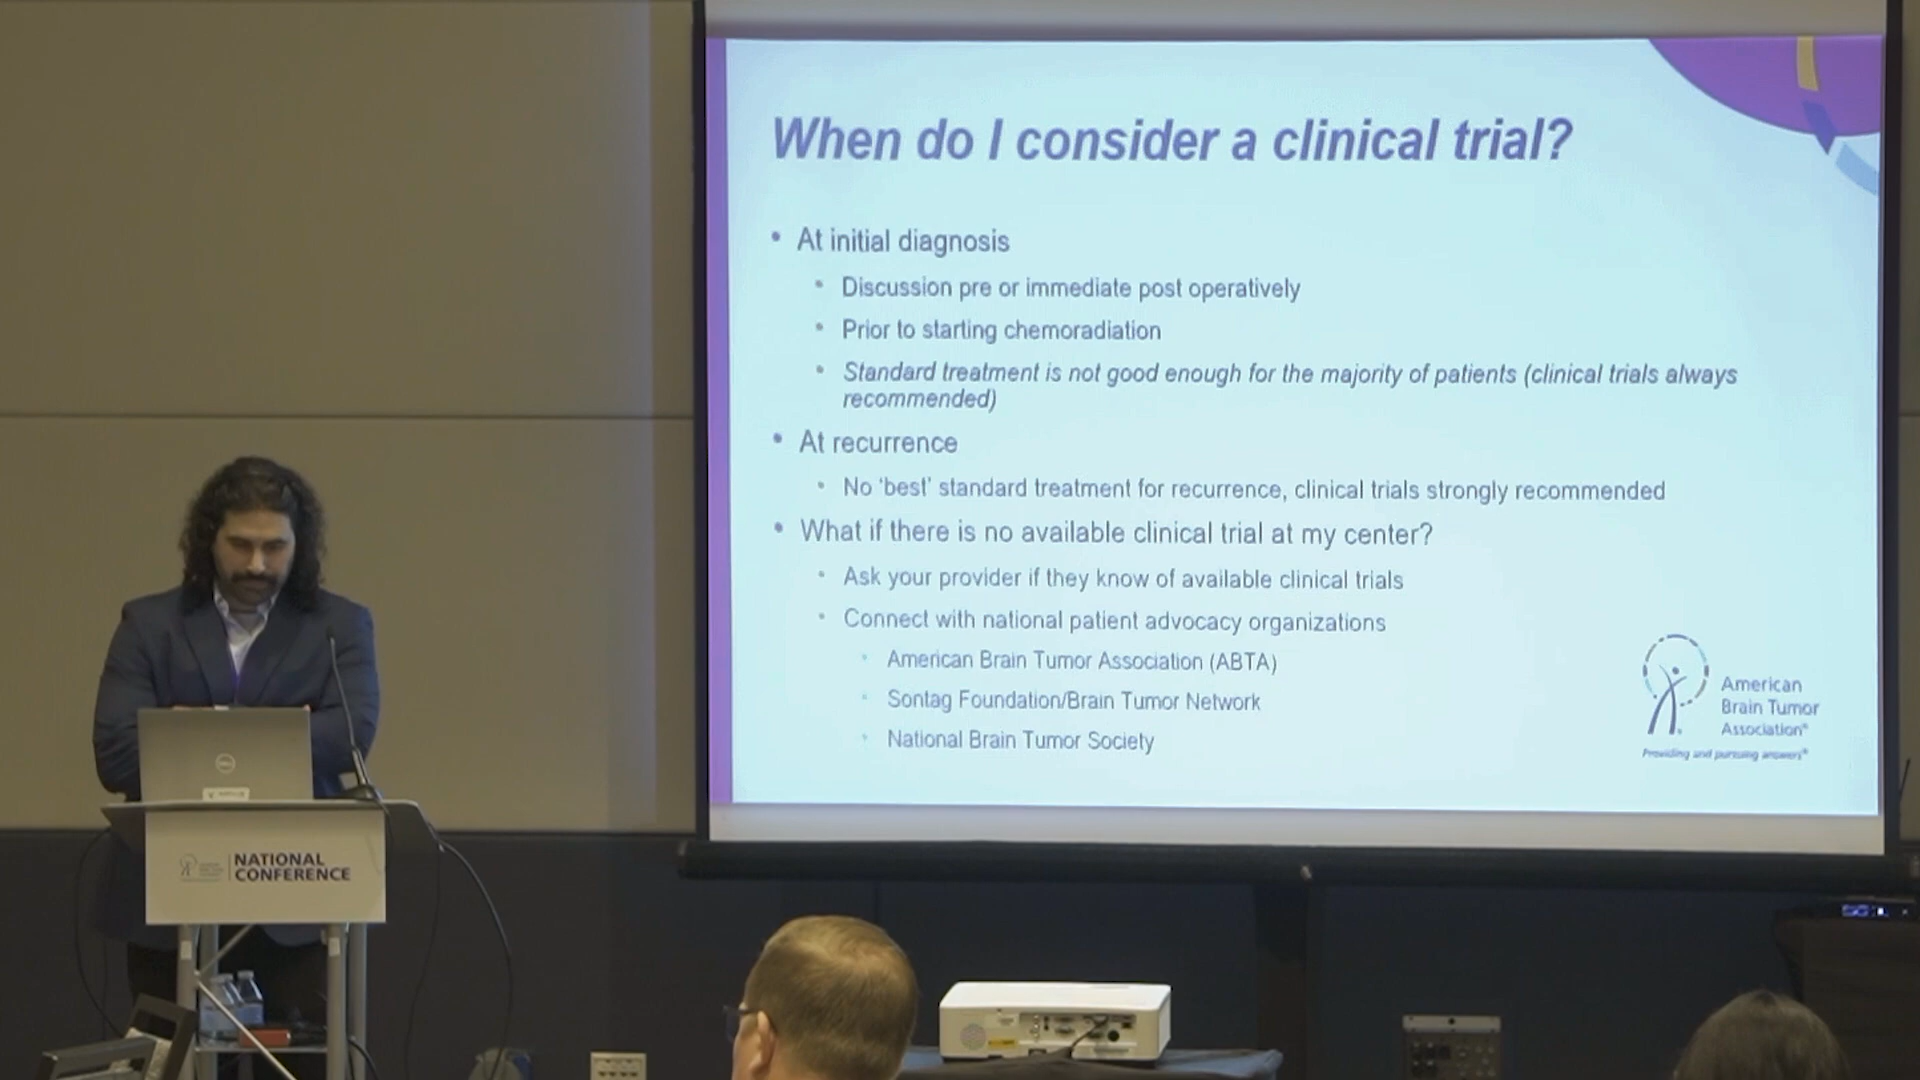 When do I consider a clinical trial?
• At initial diagnosis
• Discussion pre or immediate post operatively
• Prior to starting chemoradiation
• Standard treatment is not good enough for the majority of patients (clinical trials always
recommended)
• At recurrence
• No ‘best’ standard treatment for recurrence, clinical trials strongly recommended
• What if there is no available clinical trial at my center?
• Ask your provider if they know of available clinical trials
• Connect with national patient advocacy organizations
• American Brain Tumor Association (ABTA)
• Sontag Foundation/Brain Tumor Network
• National Brain Tumor Society
American
Brain Tumor
Association®
Providing and pursuing answers®
DELL
NATIONAL
CONFERENCE